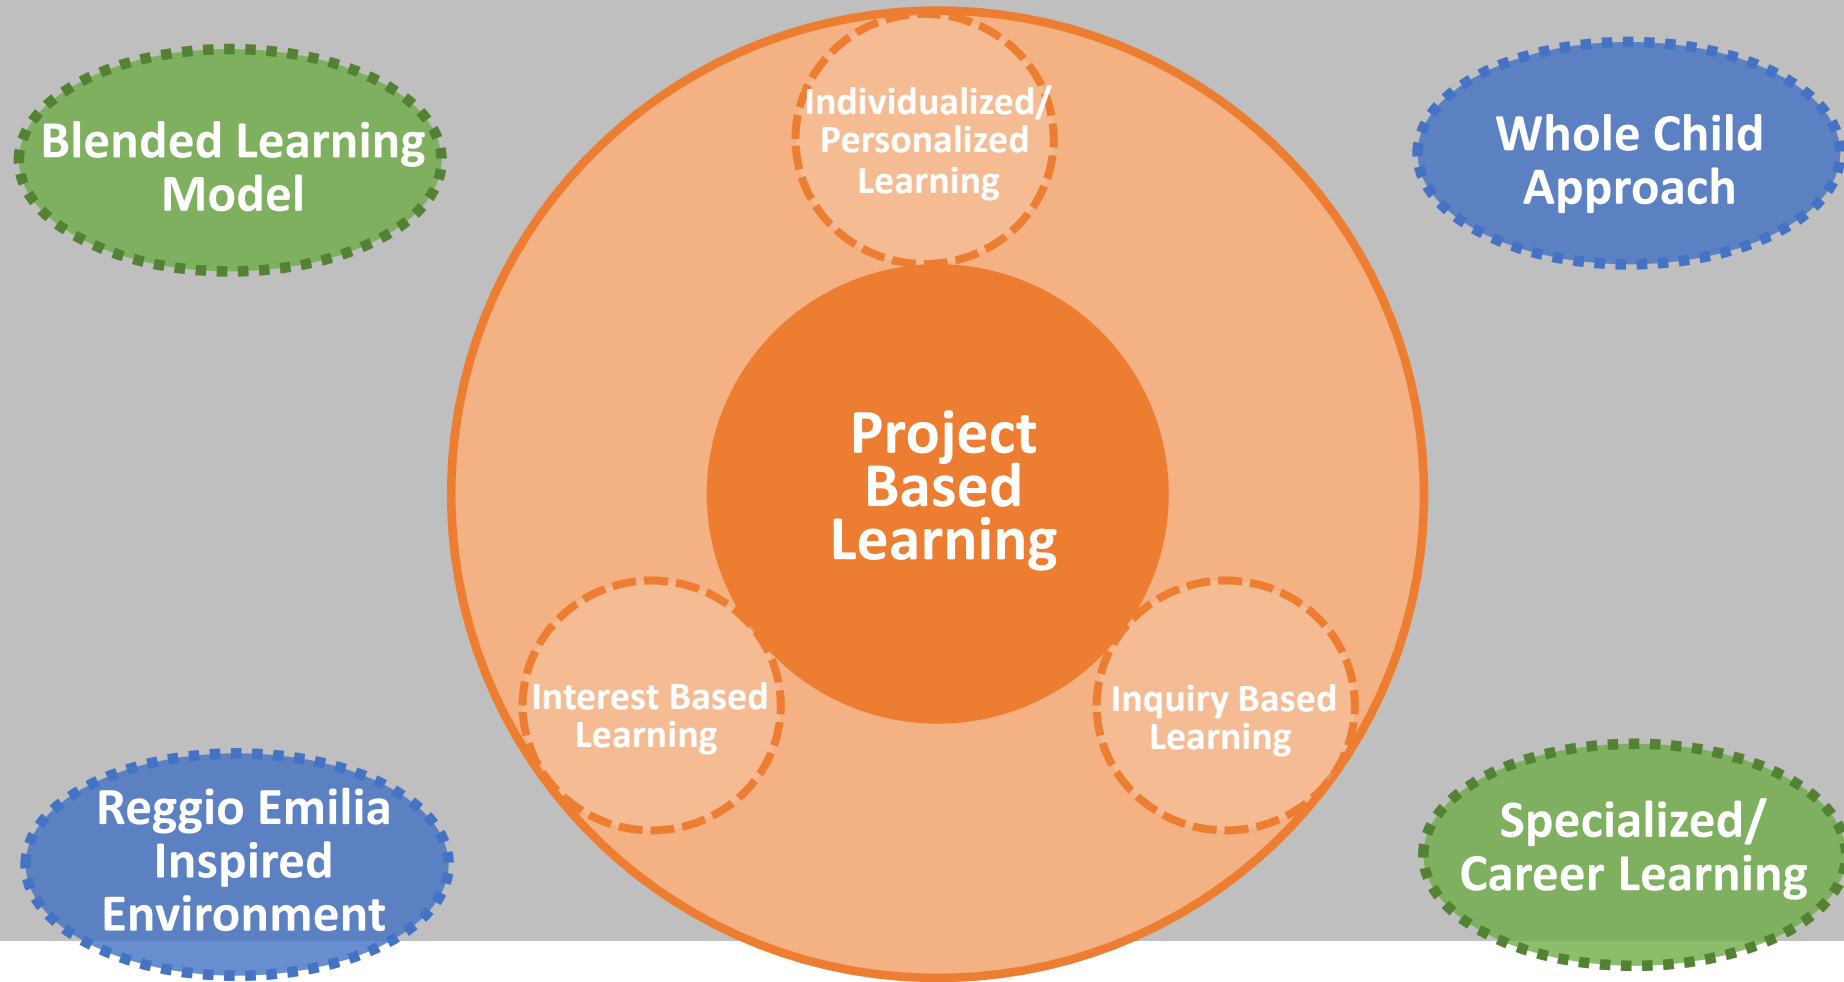 Blended Learning
Model
Individualized/
Personalized
Learning
Whole Child
Approach
Project
Based
Learning
Interest Based
Learning
Inquiry Based
Learning
Reggio Emilia
Inspired
Environment
Specialized/
Career Learning